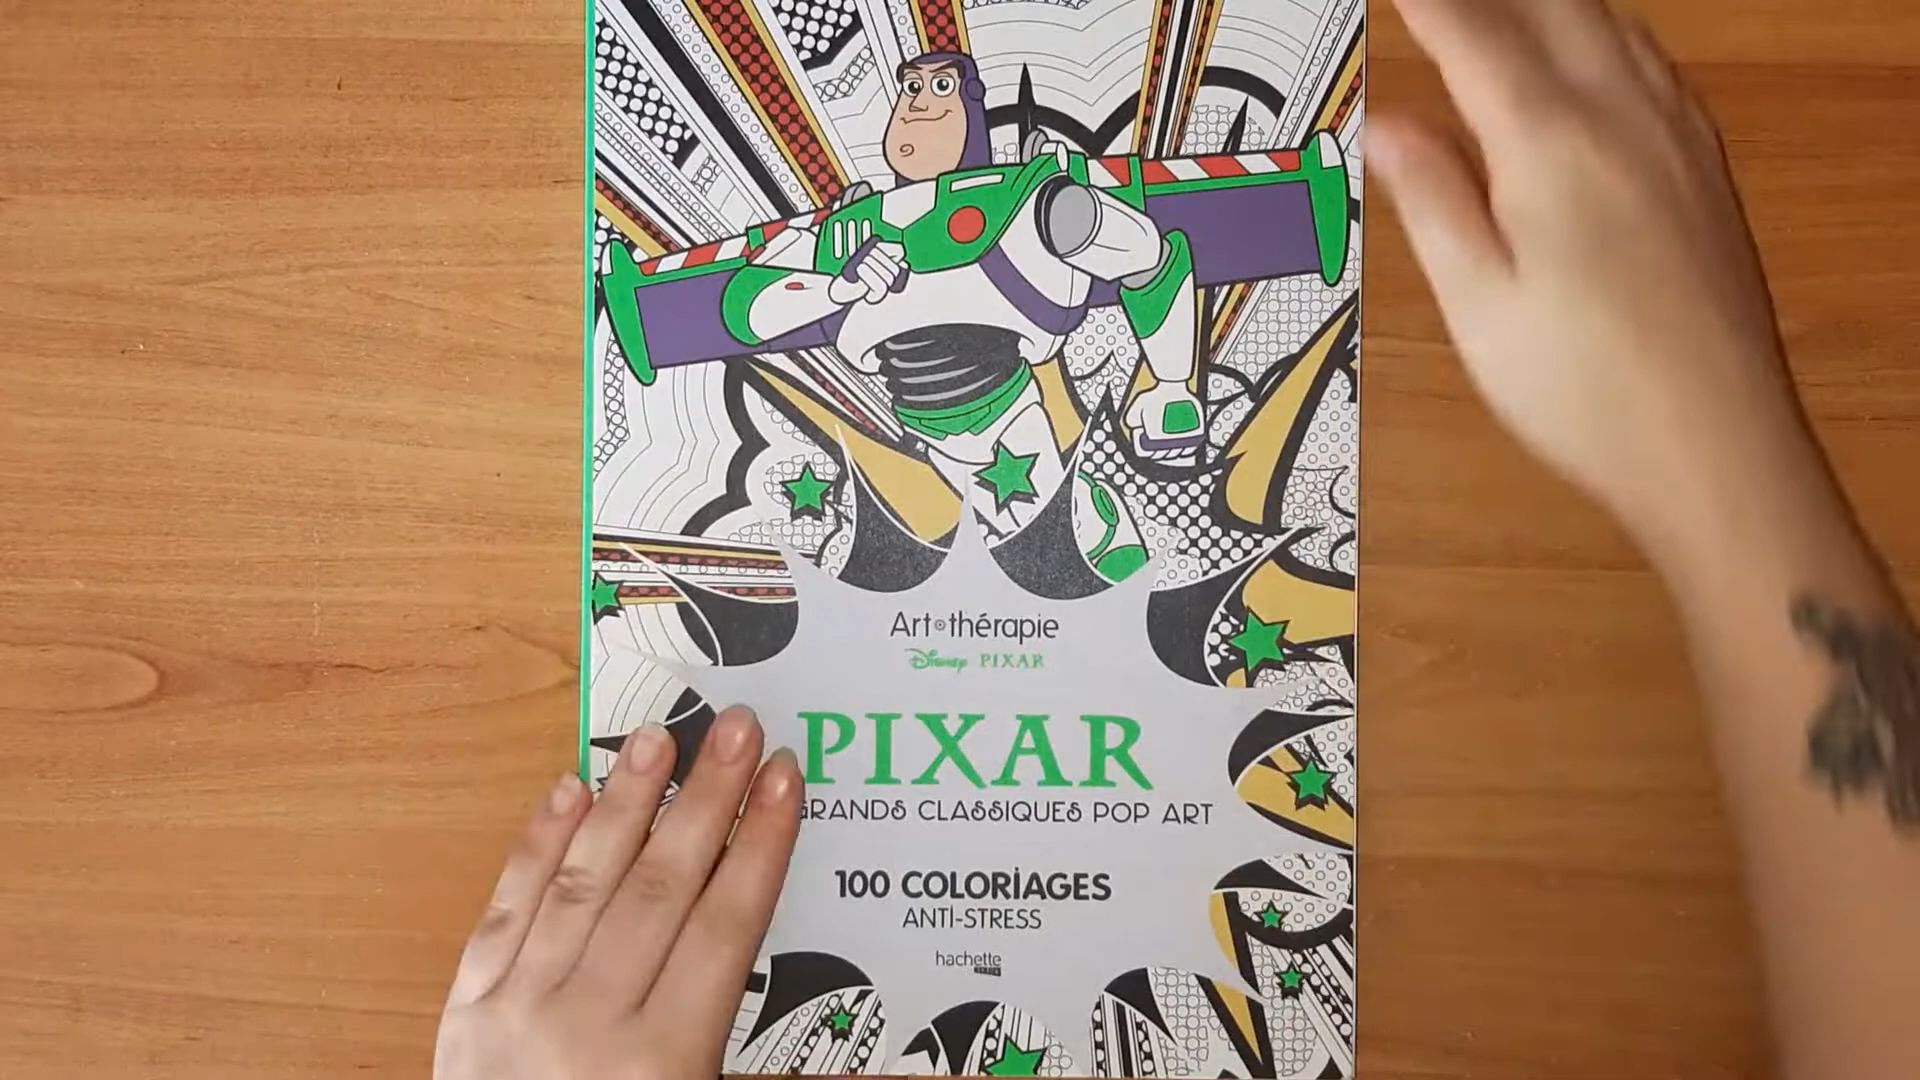 Art thérapie
Disney PIXAR
PIXAR
GRANDS CLASSIQUES POP ART
100 COLORIAGES
ANTI-STRESS
hachette